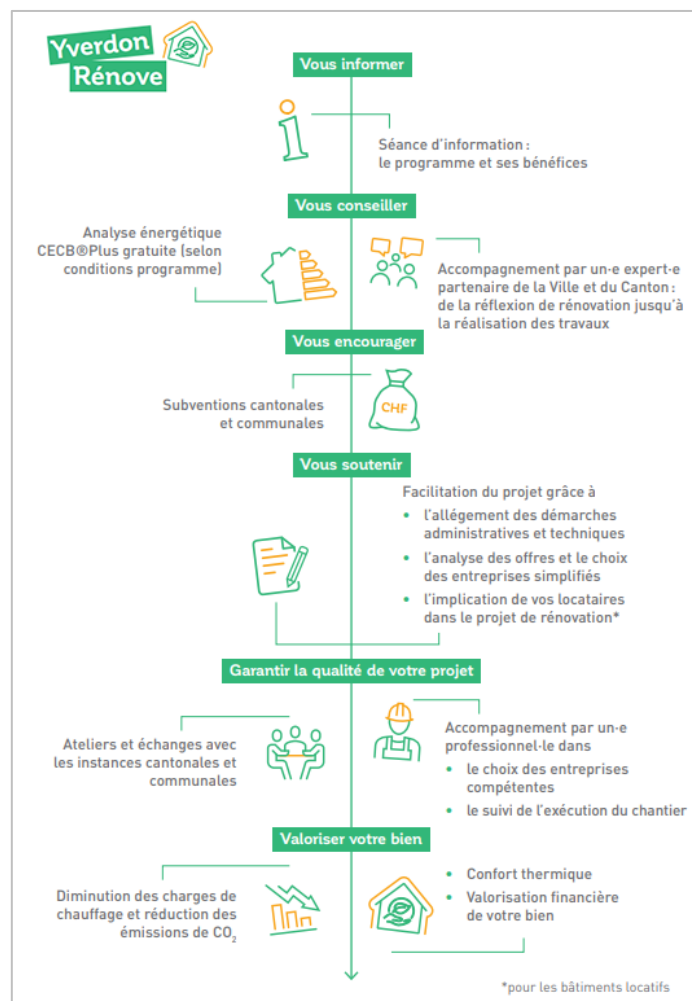 Yverdon
Rénove
Vous informer
Séance d’information :
le programme et ses bénéfices
Vous conseiller
Analyse énergétique
CECB®Plus gratuite (selon
conditions programme)
Accompagnement par un·e expert·e
partenaire de la Ville et du Canton :
de la réflexion de rénovation jusqu’à
la réalisation des travaux
Vous encourager
Subventions cantonales
et communales
CHF
Vous soutenir
Facilitation du projet grâce à
• l’allégement des démarches
administratives et techniques
• l’analyse des offres et le choix
des entreprises simplifiés
• l’implication de vos locataires
dans le projet de rénovation*
Garantir la qualité de votre projet
Ateliers et échanges avec
les instances cantonales et
communales
Accompagnement par un·e
professionnel·le dans
• le choix des entreprises
compétentes
• le suivi de l’exécution du chantier
Valoriser votre bien
Diminution des charges de
chauffage et réduction des
émissions de CO₂
• Confort thermique
• Valorisation financière
de votre bien
*pour les bâtiments locatifs